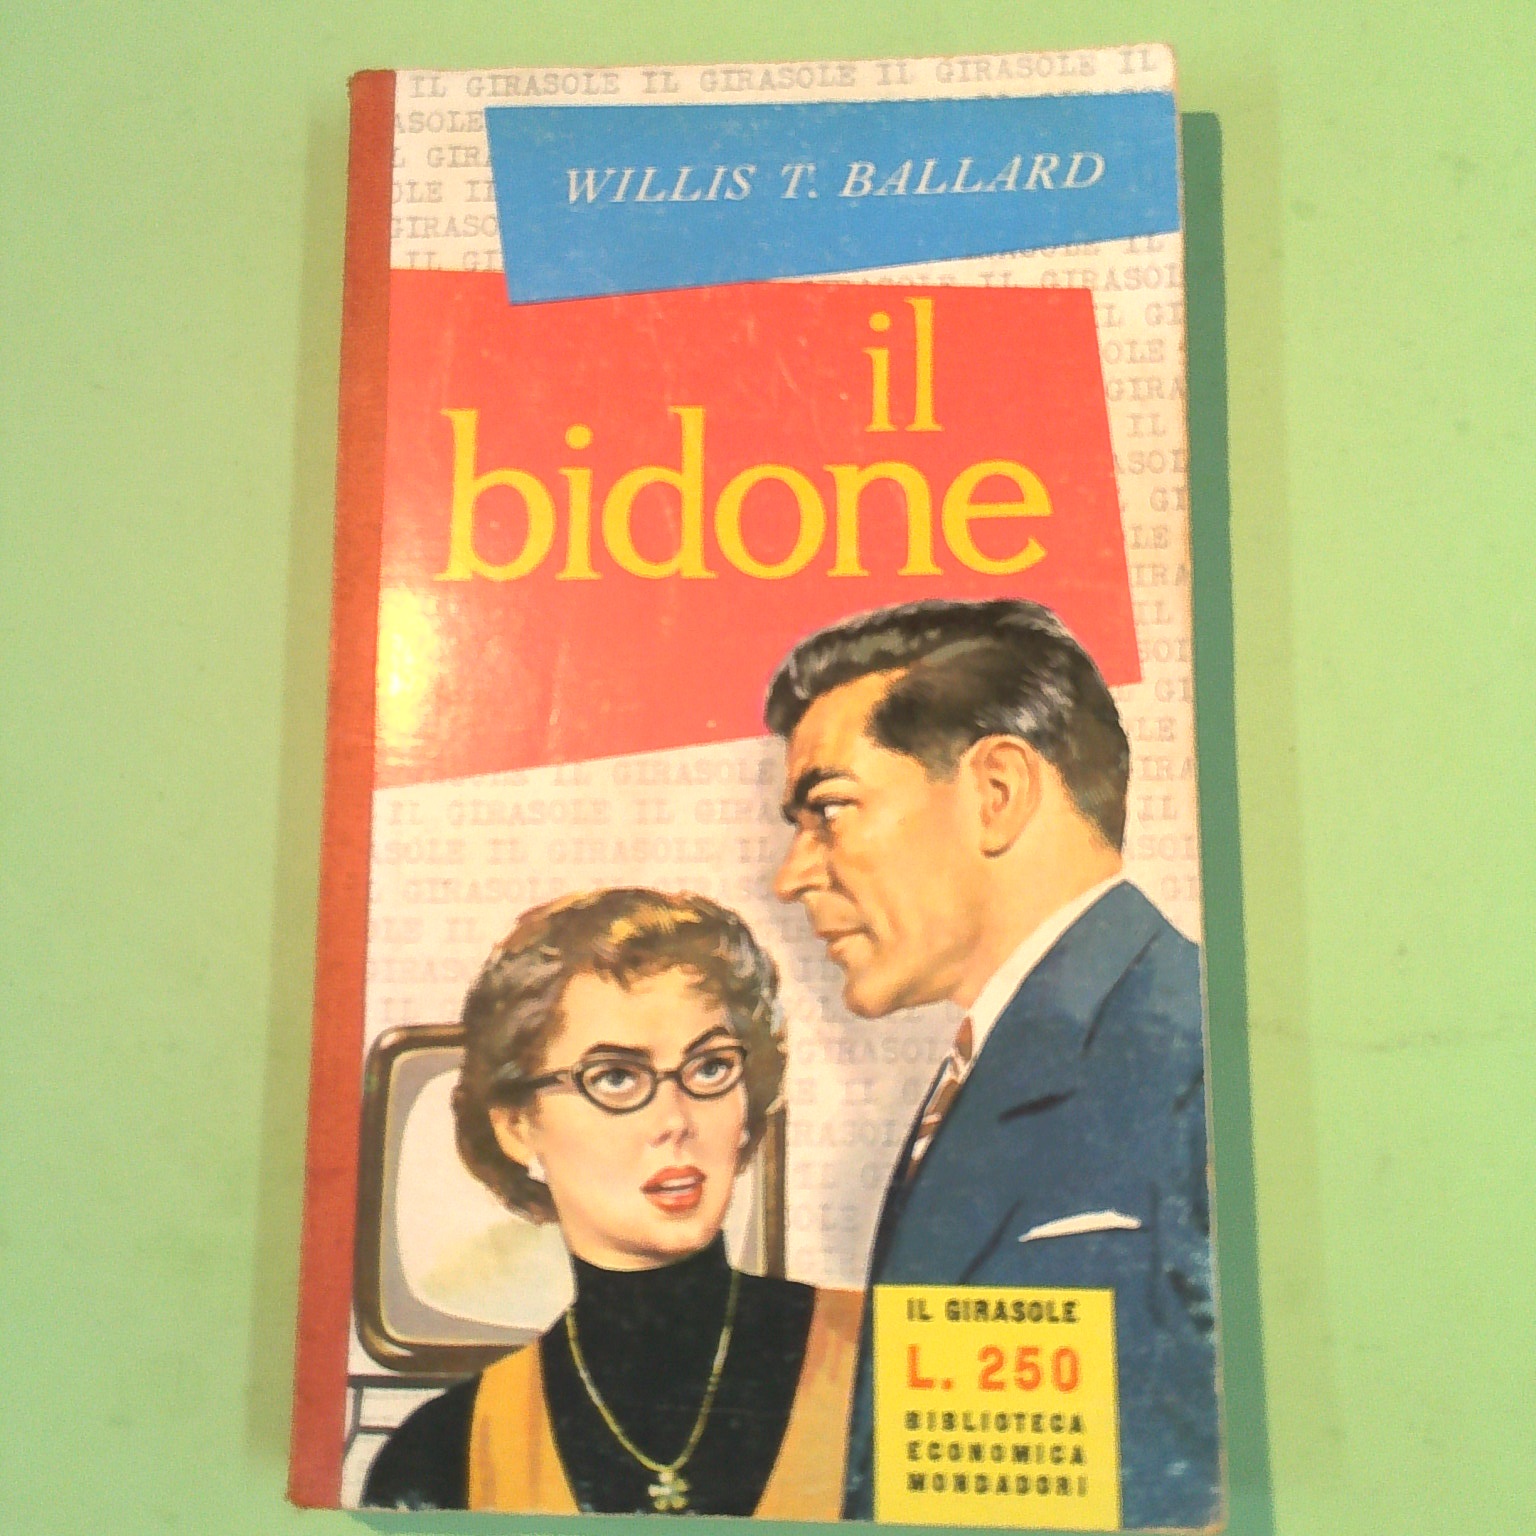 IL GIRASOLE IL GIRASOLE IL GIRASOLE IL
WILLIS T. BALLARD
il
bidone
IL GIRASOLE
L. 250
BIBLIOTECA
ECONOMICA
MONDADORI